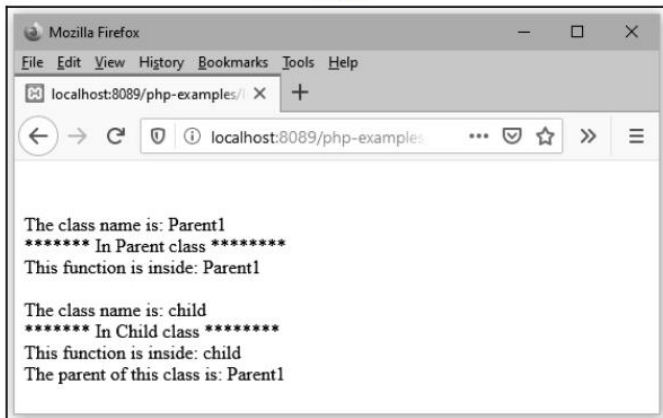 Mozilla Firefox
File Edit View History Bookmarks Tools Help
localhost:8089/php-examples/
localhost:8089/php-examples
The class name is: Parent1
******* In Parent class ********
This function is inside: Parent1
The class name is: child
******* In Child class ********
This function is inside: child
The parent of this class is: Parent1